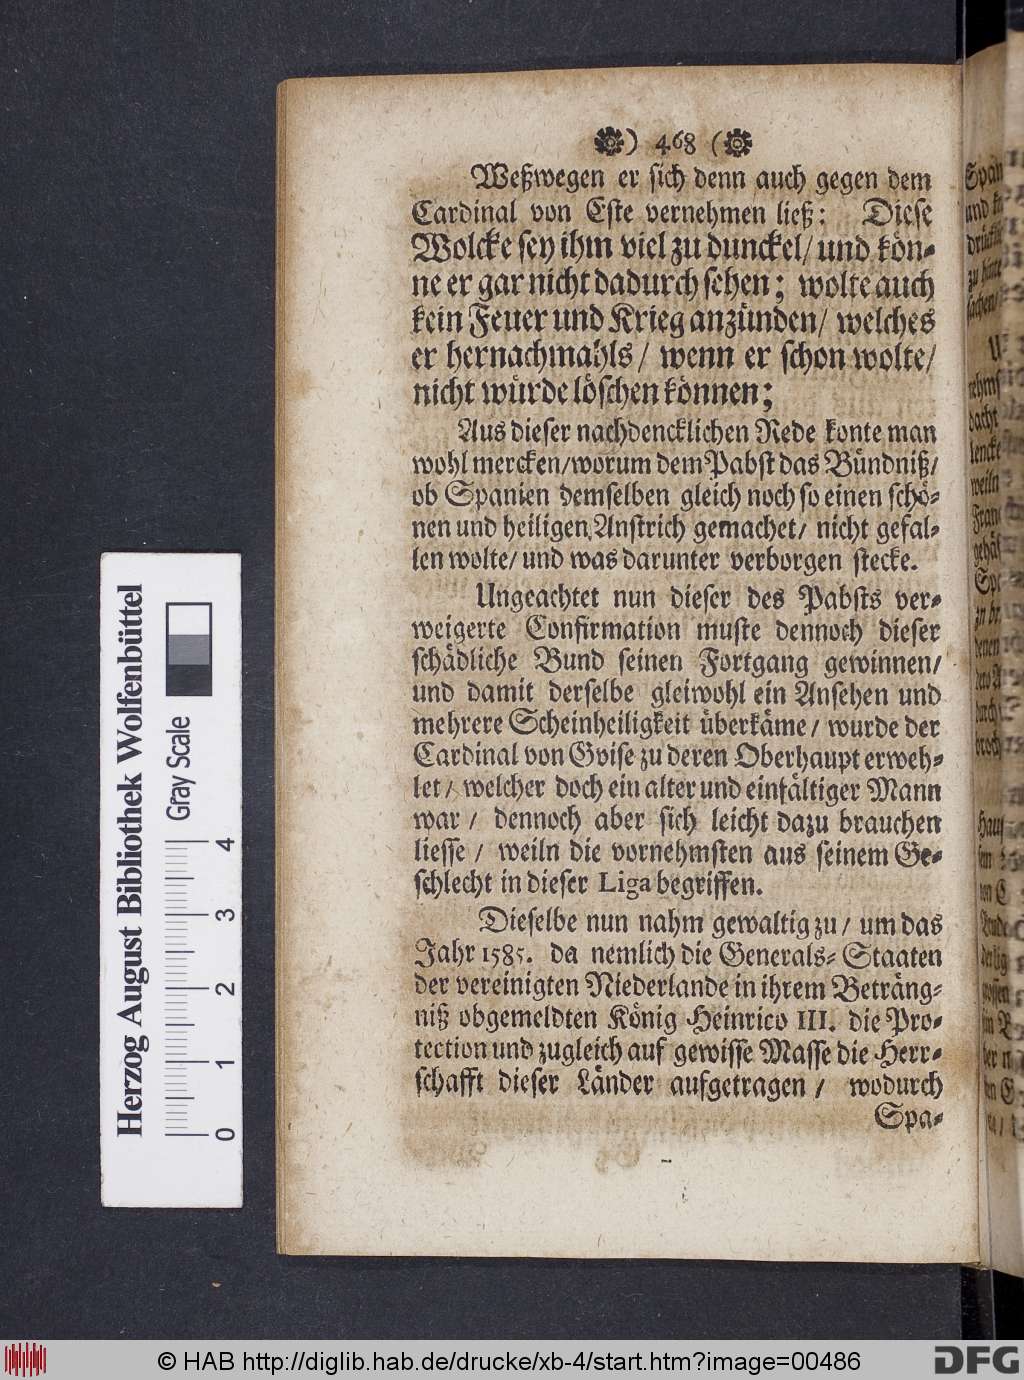 ) 468 (
Weßwegen er sich denn auch gegen dem
Cardinal von Este vernehmen ließ: Diese
Wolcke sey ihm viel zu dunckel/ und kön-
ne er gar nicht dadurch sehen; wolte auch
kein Feuer und Krieg anzünden/ welches
er hernachmahls/ wenn er schon wolte/
nicht würde löschen können;
Aus dieser nachdencklichen Rede konte man
wohl mercken/worum dem Pabst das Bündniß/
ob Spanien demselben gleich noch so einen schö-
nen und heiligen Anstrich gemachet/ nicht gefal-
len wolte/ und was darunter verborgen stecke.
Ungeachtet nun dieser des Pabsts ver-
weigerte Confirmation muste dennoch dieser
schädliche Bund seinen Fortgang gewinnen/
und damit derselbe gleiwohl ein Ansehen und
mehrere Scheinheiligkeit überkäme/ wurde der
Cardinal von Gvise zu deren Oberhaupt erweh-
let/ welcher doch ein alter und einfältiger Mann
war/ dennoch aber sich leicht dazu brauchen
liesse/ weiln die vornehmsten aus seinem Ge-
schlecht in dieser Liga begriffen.
Dieselbe nun nahm gewaltig zu/ um das
Jahr 1585. da nemlich die Generals-Staaten
der vereinigten Niederlande in ihrem Beträng-
niß obgemeldten König Heinrico III. die Pro-
tection und zugleich auf gewisse Masse die Herr-
schafft dieser Länder aufgetragen/ wodurch
Spa-
Herzog August Bibliothek Wolfenbüttel
Gray Scale
0 1 2 3 4
© HAB http://diglib.hab.de/drucke/xb-4/start.htm?image=00486
DFG